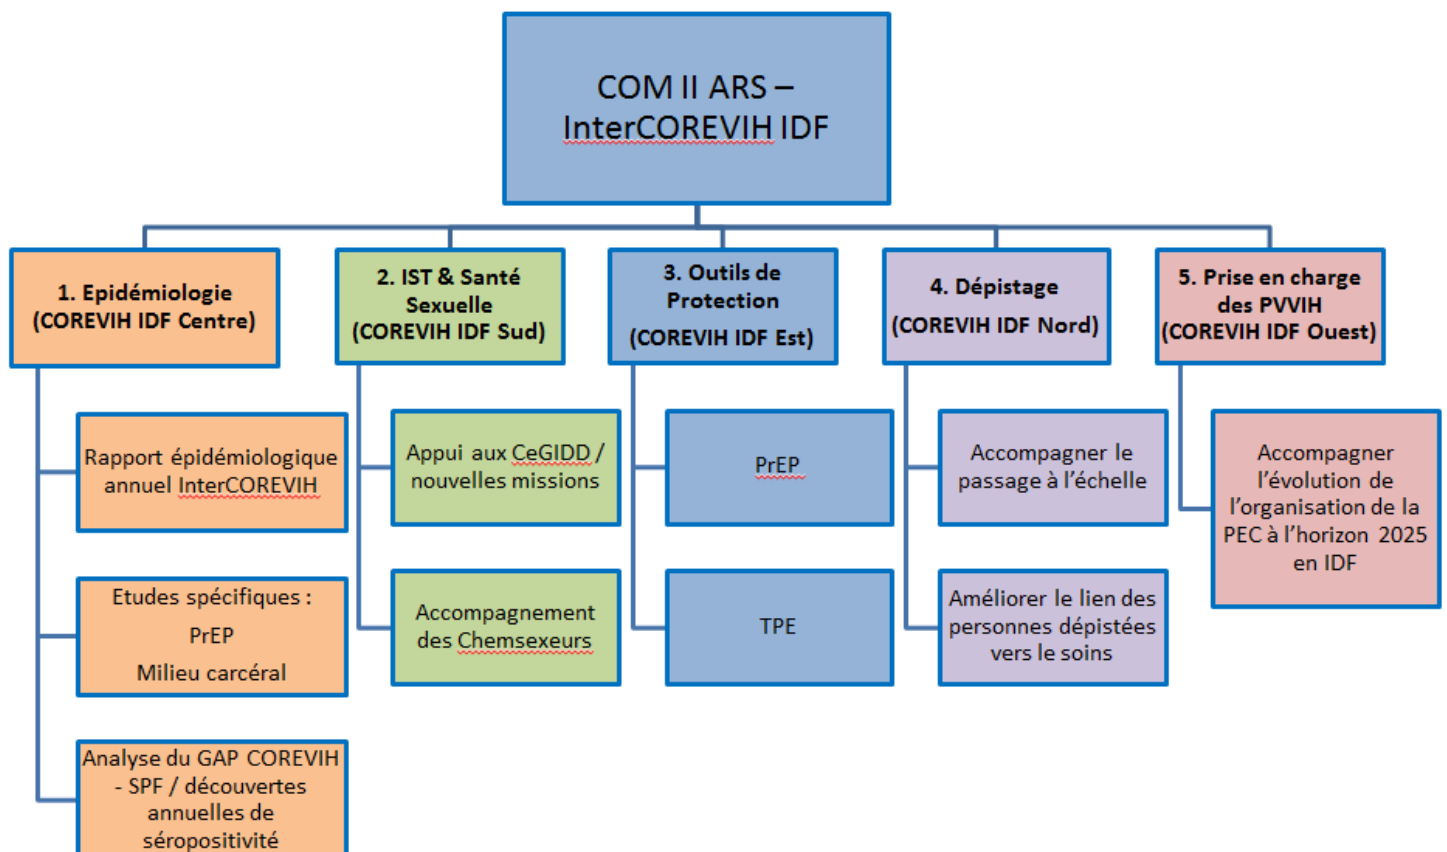 COM II ARS –
InterCOREVIH IDF
1. Epidémiologie
(COREVIH IDF Centre)
2. IST & Santé
Sexuelle
(COREVIH IDF Sud)
3. Outils de
Protection
(COREVIH IDF Est)
4. Dépistage
(COREVIH IDF Nord)
5. Prise en charge
des PVVIH
(COREVIH IDF Ouest)
Rapport épidémiologique
annuel InterCOREVIH
Etudes spécifiques :
PrEP
Milieu carcéral
Analyse du GAP COREVIH
- SPF / découvertes
annuelles de
séropositivité
Appui aux CeGIDD /
nouvelles missions
Accompagnement
des Chemsexeurs
PrEP
TPE
Accompagner le
passage à l'échelle
Améliorer le lien des
personnes dépistées
vers le soins
Accompagner
l'évolution de
l'organisation de la
PEC à l'horizon 2025
en IDF